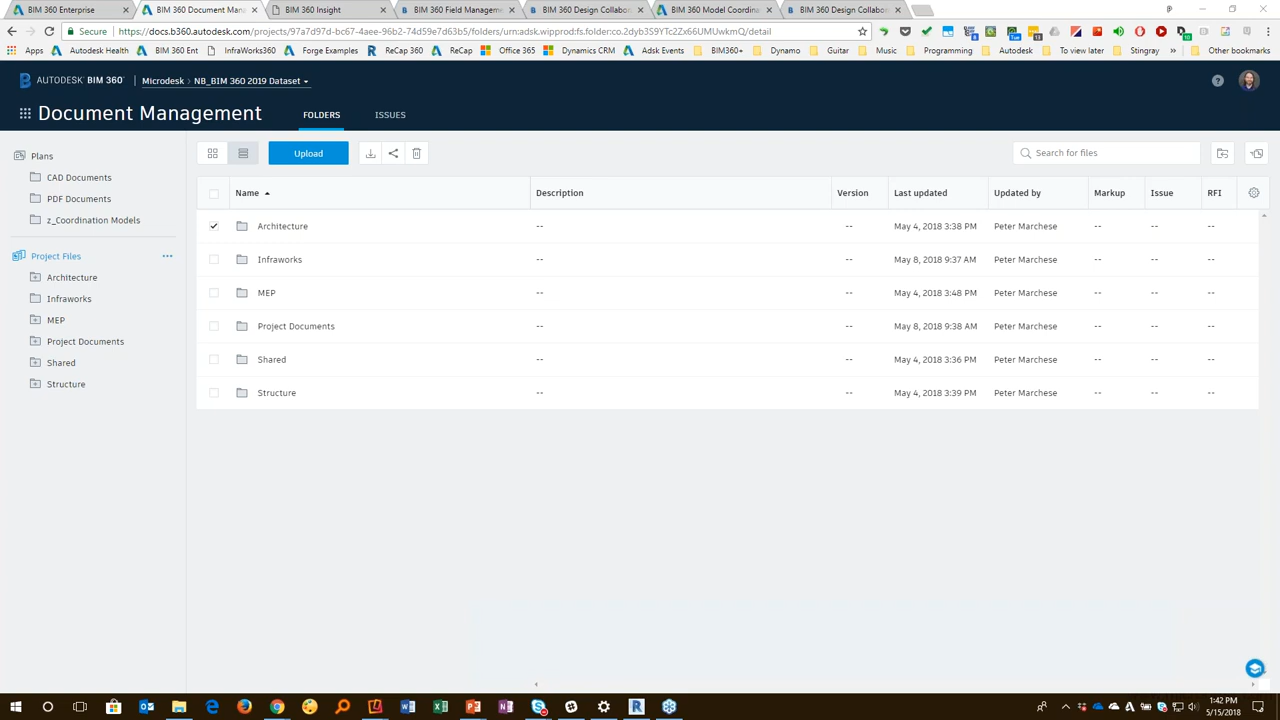 BIM 360 Enterprise
BIM 360 Document Mana
BIM 360 Insight
BIM 360 Field Manageme
BIM 360 Design Collabor
BIM 360 Model Coordina
BIM 360 Design Collabor
Secure
https://docs.b360.autodesk.com/projects/97a7d97d-bc67-4aee-96b2-74d59e7d63b5/folders/urn:adsk.wipprod:fs.folder:co.2dyb3S9YTc2Zx66UMUwkmQ/detail
Apps
Autodesk Health
BIM 360 Ent
InfraWorks360
Forge Examples
ReCap 360
Office 365
Dynamics CRM
Adsk Events
BIM360+
Dynamo
Guitar
Music
Programming
Autodesk
To view later
Stingray
»
Other bookmarks
AUTODESK BIM 360°
Microdesk > NB_BIM 360 2019 Dataset
Document Management
FOLDERS
ISSUES
Plans
CAD Documents
PDF Documents
z_Coordination Models
Project Files
Architecture
Infraworks
MEP
Project Documents
Shared
Structure
Upload
Search for files
Name Description Version Last updated Updated by Markup Issue RFI
Architecture -- -- May 4, 2018 3:38 PM Peter Marchese -- -- --
Infraworks -- -- May 8, 2018 9:37 AM Peter Marchese -- -- --
MEP -- -- May 4, 2018 3:48 PM Peter Marchese -- -- --
Project Documents -- -- May 8, 2018 9:38 AM Peter Marchese -- -- --
Shared -- -- May 4, 2018 3:36 PM Peter Marchese -- -- --
Structure -- -- May 4, 2018 3:39 PM Peter Marchese -- -- --
1:42 PM
5/15/2018